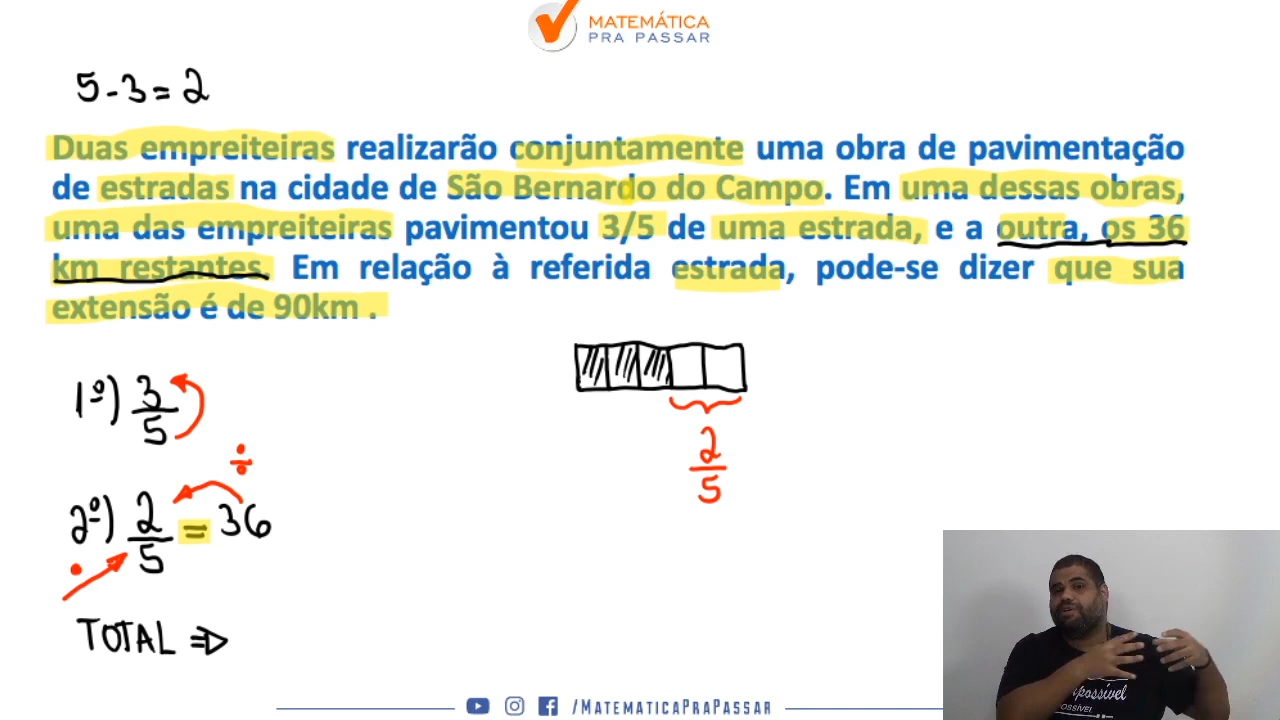 MATEMÁTICA
PRA PASSAR
5-3=2
Duas empreiteiras realizarão conjuntamente uma obra de pavimentação
de estradas na cidade de São Bernardo do Campo. Em uma dessas obras,
uma das empreiteiras pavimentou 3/5 de uma estrada, e a outra, os 36
km restantes. Em relação à referida estrada, pode-se dizer que sua
extensão é de 90km .
1º) 3/5
÷
2º) 2/5 = 36
TOTAL ⇒
2/5
possível
POSSÍVEL
/MATEMATICAPRAPASSAR